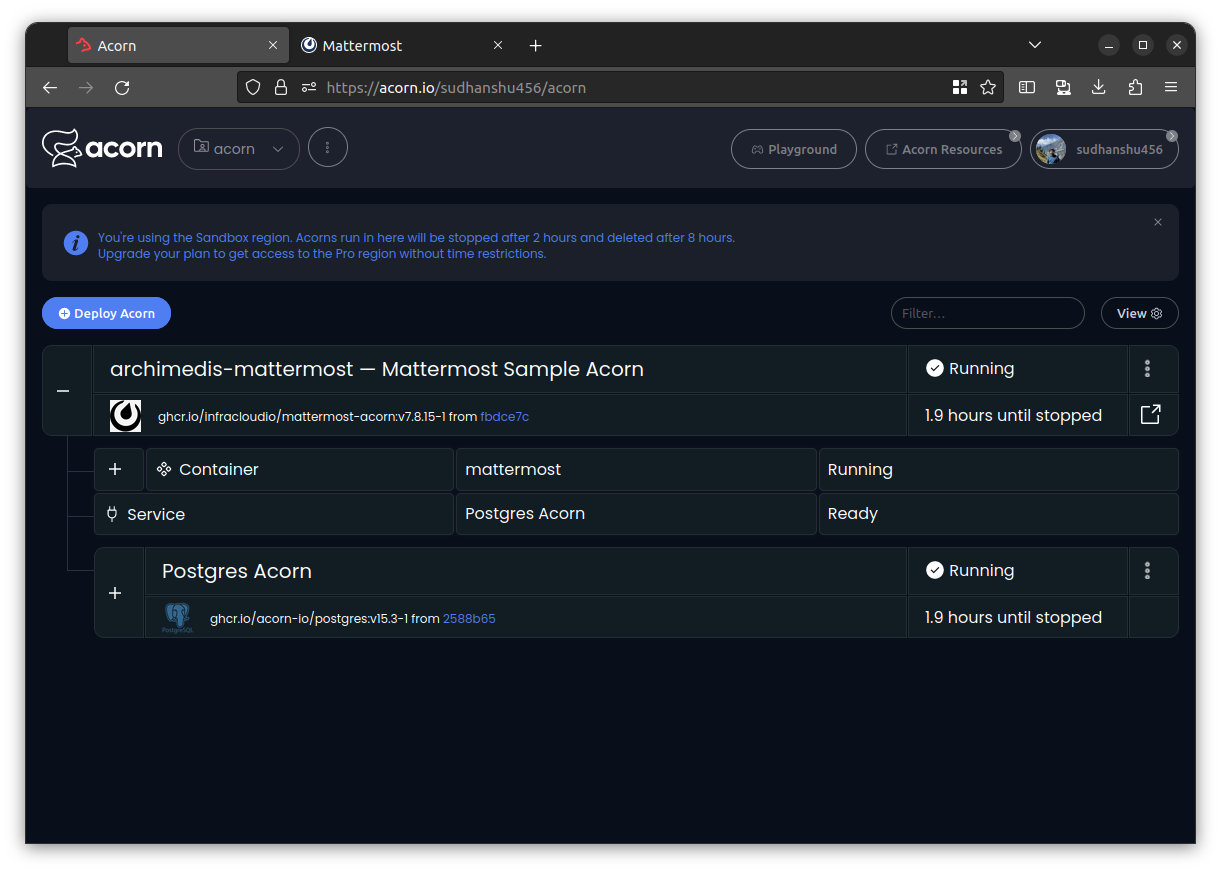 Acorn
Mattermost
https://acorn.io/sudhanshu456/acorn
acorn
acorn
Playground
Acorn Resources
sudhanshu456
You're using the Sandbox region. Acorns run in here will be stopped after 2 hours and deleted after 8 hours.
Upgrade your plan to get access to the Pro region without time restrictions.
Deploy Acorn
Filter...
View
archimedis-mattermost — Mattermost Sample Acorn
Running
ghcr.io/infracloudio/mattermost-acorn:v7.8.15-1 from fbdce7c
1.9 hours until stopped
Container
mattermost
Running
Service
Postgres Acorn
Ready
Postgres Acorn
Running
PostgreSQL
ghcr.io/acorn-io/postgres:v15.3-1 from 2588b65
1.9 hours until stopped